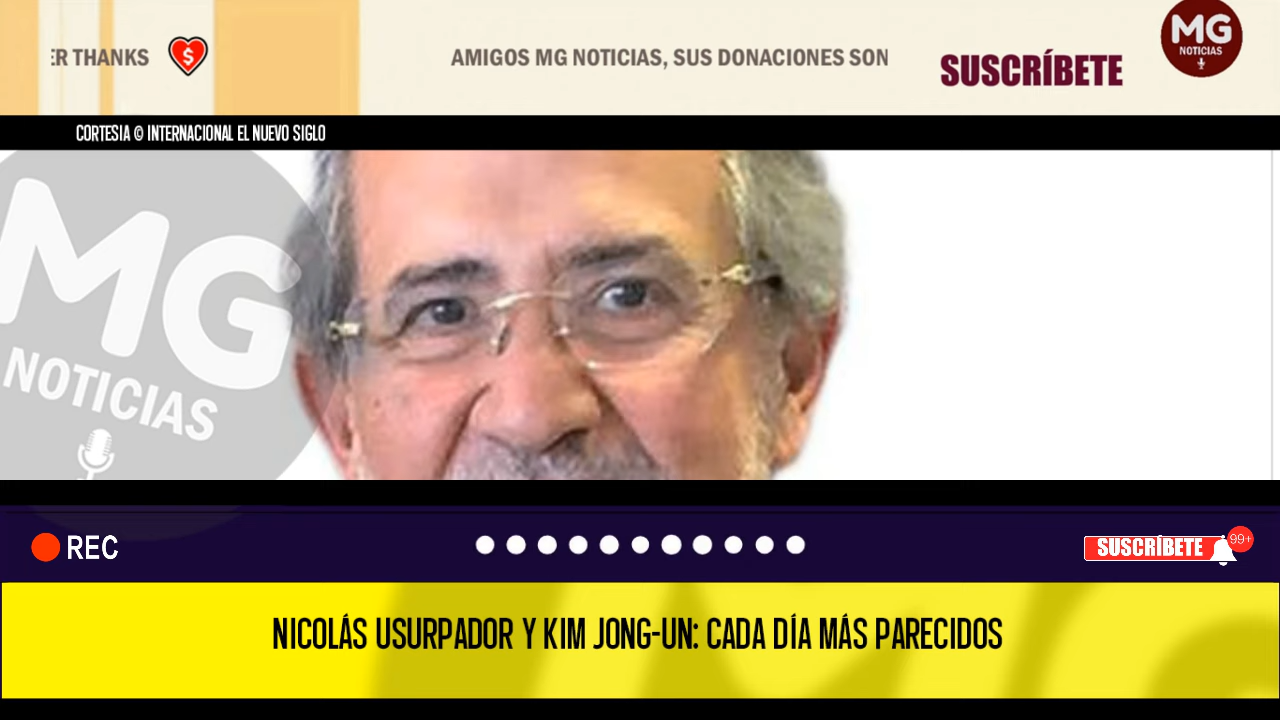 ER THANKS
$
AMIGOS MG NOTICIAS, SUS DONACIONES SON
SUSCRÍBETE
MG
NOTICIAS
CORTESIA © INTERNACIONAL EL NUEVO SIGLO
MG
NOTICIAS
REC
SUSCRÍBETE
99+
NICOLÁS USURPADOR Y KIM JONG-UN: CADA DÍA MÁS PARECIDOS